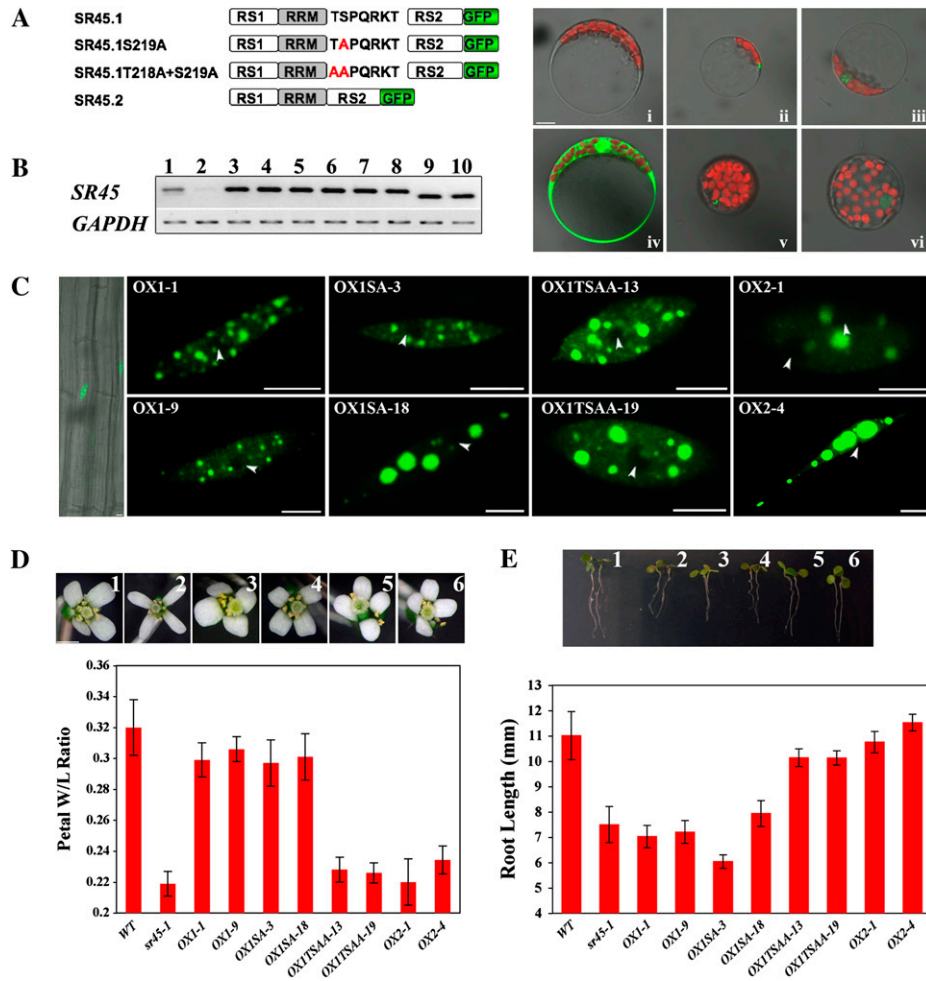 A
SR45.1 RS1 RRM TSPQRKT RS2 GFP
SR45.1S219A RS1 RRM TAPQRKT RS2 GFP
SR45.1T218A+S219A RS1 RRM AAPQRKT RS2 GFP
SR45.2 RS1 RRM RS2 GFP
i ii iii
iv v vi
B
1 2 3 4 5 6 7 8 9 10
SR45
GAPDH
C
OX1-1 OX1SA-3 OX1TSAA-13 OX2-1
OX1-9 OX1SA-18 OX1TSAA-19 OX2-4
D
1 2 3 4 5 6
Petal W/L Ratio
0.36
0.34
0.32
0.3
0.28
0.26
0.24
0.22
0.2
WT sr45-1 OX1-1 OX1-9 OX1SA-3 OX1SA-18 OX1TSAA-13 OX1TSAA-19 OX2-1 OX2-4
E
1 2 3 4 5 6
Root Length (mm)
13
12
11
10
9
8
7
6
5
4
WT sr45-1 OX1-1 OX1-9 OX1SA-3 OX1SA-18 OX1TSAA-13 OX1TSAA-19 OX2-1 OX2-4